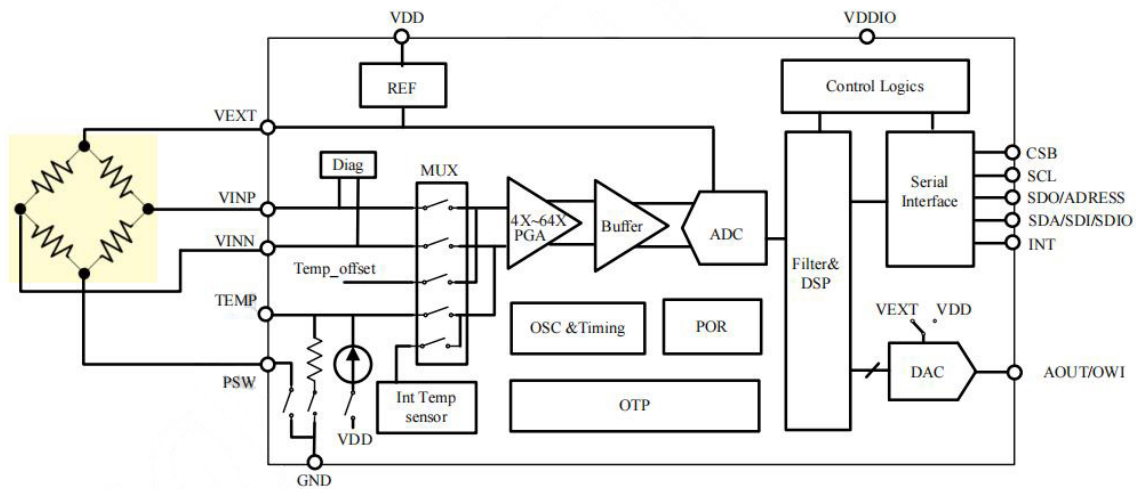 VDD
VDDIO
REF
Control Logics
VEXT
Diag
MUX
CSB
SCL
Serial
Interface
VINP
SDO/ADRESS
4X~64X
PGA
Buffer
ADC
SDA/SDI/SDIO
VINN
INT
Temp_offset
Filter&
DSP
TEMP
OSC &Timing
POR
VEXT
VDD
PSW
DAC
AOUT/OWI
Int Temp
sensor
OTP
VDD
GND